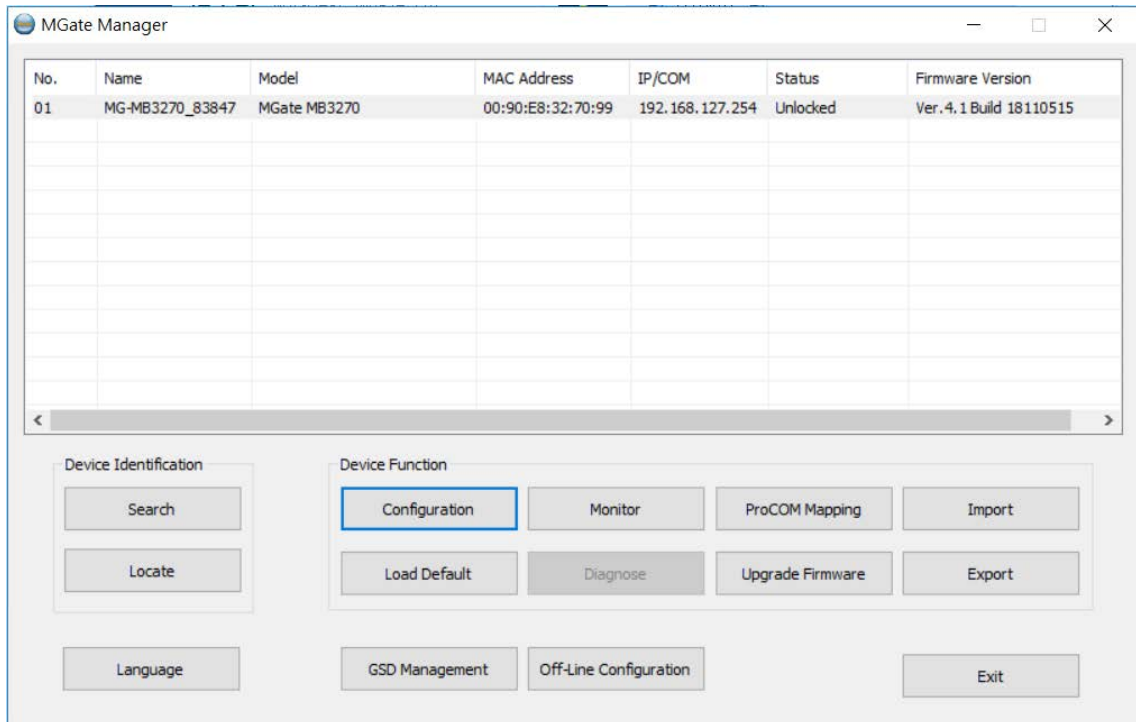 MGate Manager
No. Name Model MAC Address IP/COM Status Firmware Version
01 MG-MB3270_83847 MGate MB3270 00:90:E8:32:70:99 192.168.127.254 Unlocked Ver.4.1 Build 18110515
Device Identification Device Function
Search Configuration Monitor ProCOM Mapping Import
Locate Load Default Diagnose Upgrade Firmware Export
Language GSD Management Off-Line Configuration Exit